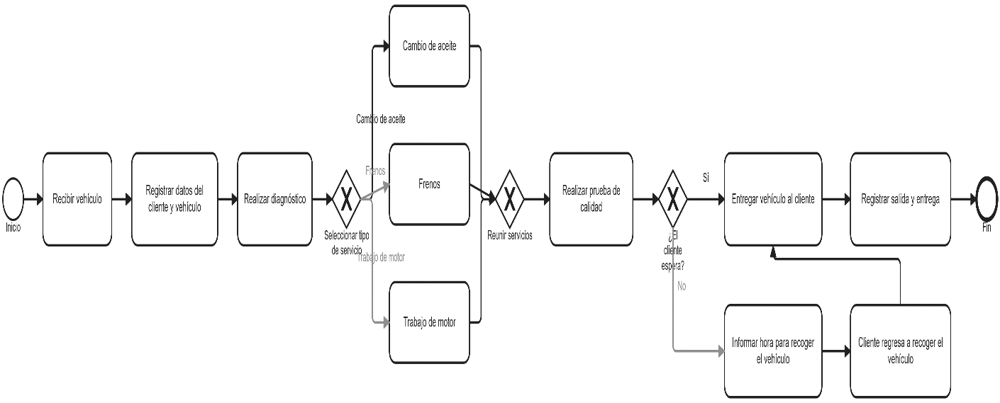 Inicio
Recibir vehículo
Registrar datos del
cliente y vehículo
Realizar diagnóstico
Seleccionar tipo
de servicio
Cambio de aceite
Frenos
Trabajo de motor
Cambio de aceite
Frenos
Trabajo de motor
Reunir servicios
Realizar prueba de
calidad
¿El
cliente
espera?
Sí
No
Entregar vehículo al cliente
Registrar salida y entrega
Fin
Informar hora para recoger
el vehículo
Cliente regresa a recoger el
vehículo